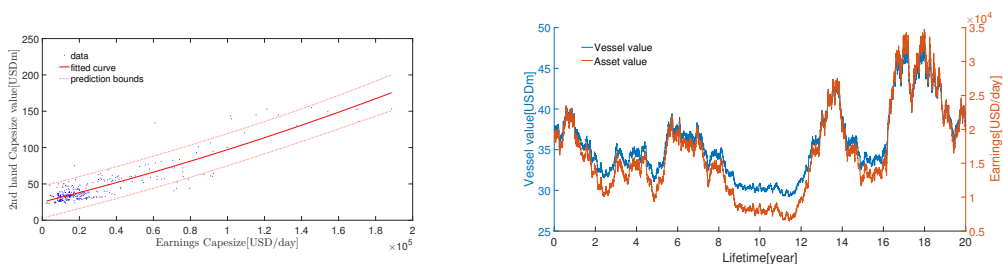 250
200
150
100
50
0
2nd hand Capesize value[USDm]
data
fitted curve
prediction bounds
0 0.2 0.4 0.6 0.8 1 1.2 1.4 1.6 1.8 2
Earnings Capesize[USD/day]
×10^5
50
45
40
35
30
25
Vessel value[USDm]
Vessel value
Asset value
×10^4
3.5
3
2.5
2
1.5
1
0.5
Earnings[USD/day]
0 2 4 6 8 10 12 14 16 18 20
Lifetime[year]